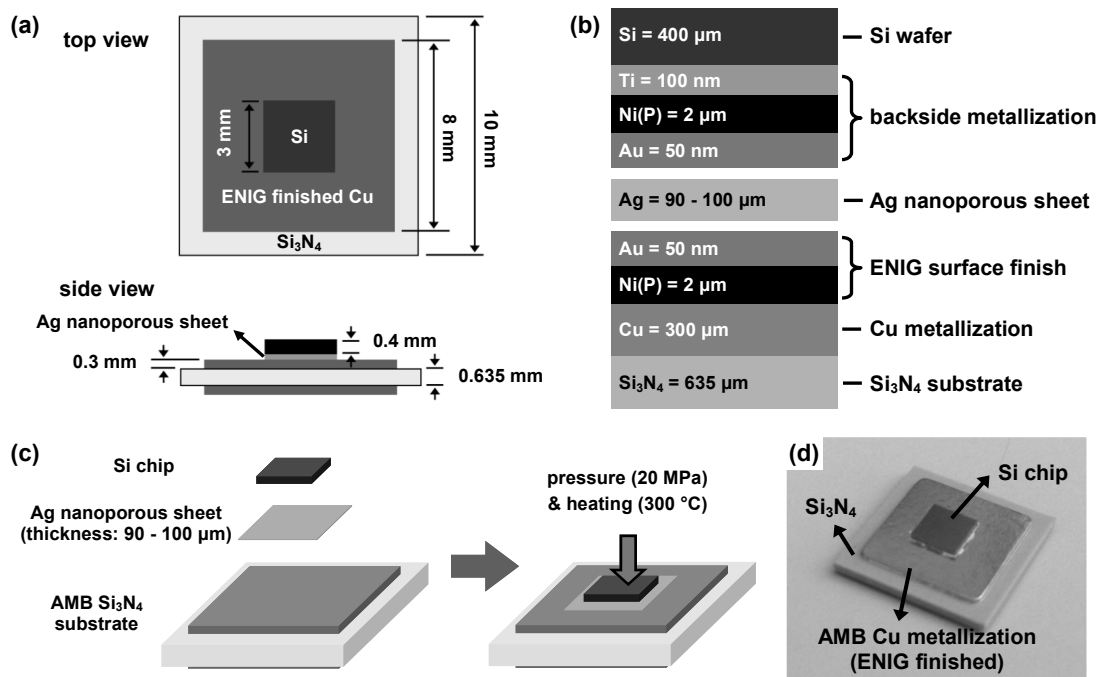 (a)
top view
3 mm
Si
8 mm
10 mm
ENIG finished Cu
Si₃N₄
side view
Ag nanoporous sheet
0.3 mm
0.4 mm
0.635 mm
(b)
Si = 400 µm
Si wafer
Ti = 100 nm
Ni(P) = 2 µm
Au = 50 nm
backside metallization
Ag = 90 - 100 µm
Ag nanoporous sheet
Au = 50 nm
Ni(P) = 2 µm
ENIG surface finish
Cu = 300 µm
Cu metallization
Si₃N₄ = 635 µm
Si₃N₄ substrate
(c)
Si chip
Ag nanoporous sheet
(thickness: 90 - 100 µm)
AMB Si₃N₄
substrate
pressure (20 MPa)
& heating (300 °C)
(d)
Si chip
Si₃N₄
AMB Cu metallization
(ENIG finished)